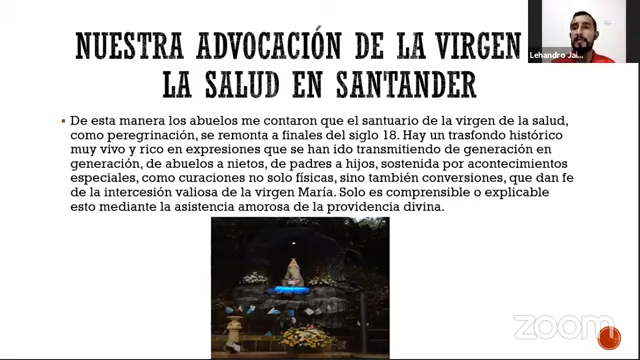 NUESTRA ADVOCACIÓN DE LA VIRGEN
LA SALUD EN SANTANDER
Lehandro Jai...
De esta manera los abuelos me contaron que el santuario de la virgen de la salud,
como peregrinación, se remonta a finales del siglo 18. Hay un trasfondo histórico
muy vivo y rico en expresiones que se han ido transmitiendo de generación en
generación, de abuelos a nietos, de padres a hijos, sostenida por acontecimientos
especiales, como curaciones no solo físicas, sino también conversiones, que dan fe
de la intercesión valiosa de la virgen María. Solo es comprensible o explicable
esto mediante la asistencia amorosa de la providencia divina.
zoom